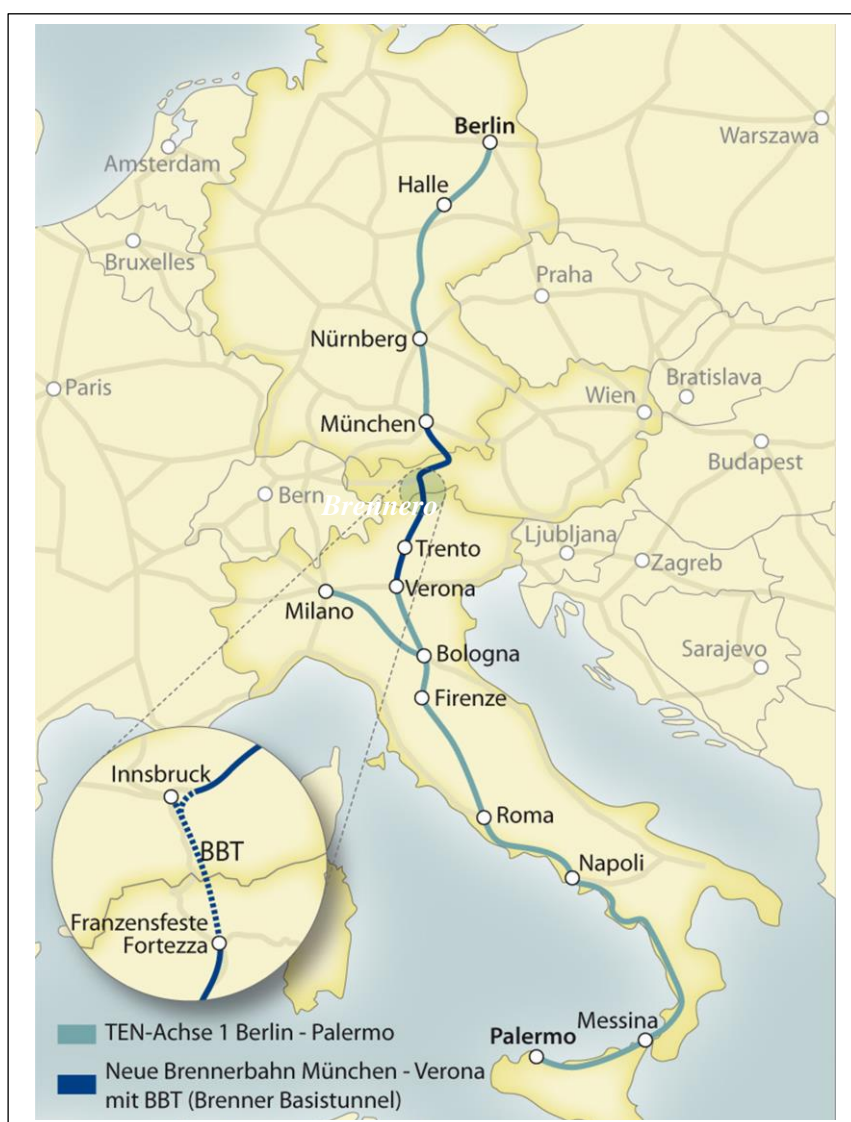 Berlin
Warszawa
Amsterdam
Halle
Bruxelles
Praha
Nürnberg
Paris
Bratislava
Wien
München
Budapest
Bern
Brennero
Ljubljana
Trento
Zagreb
Verona
Milano
Bologna
Sarajevo
Firenze
Innsbruck
Roma
BBT
Napoli
Franzensfeste
Fortezza
Messina
Palermo
TEN-Achse 1 Berlin - Palermo
Neue Brennerbahn München - Verona
mit BBT (Brenner Basistunnel)